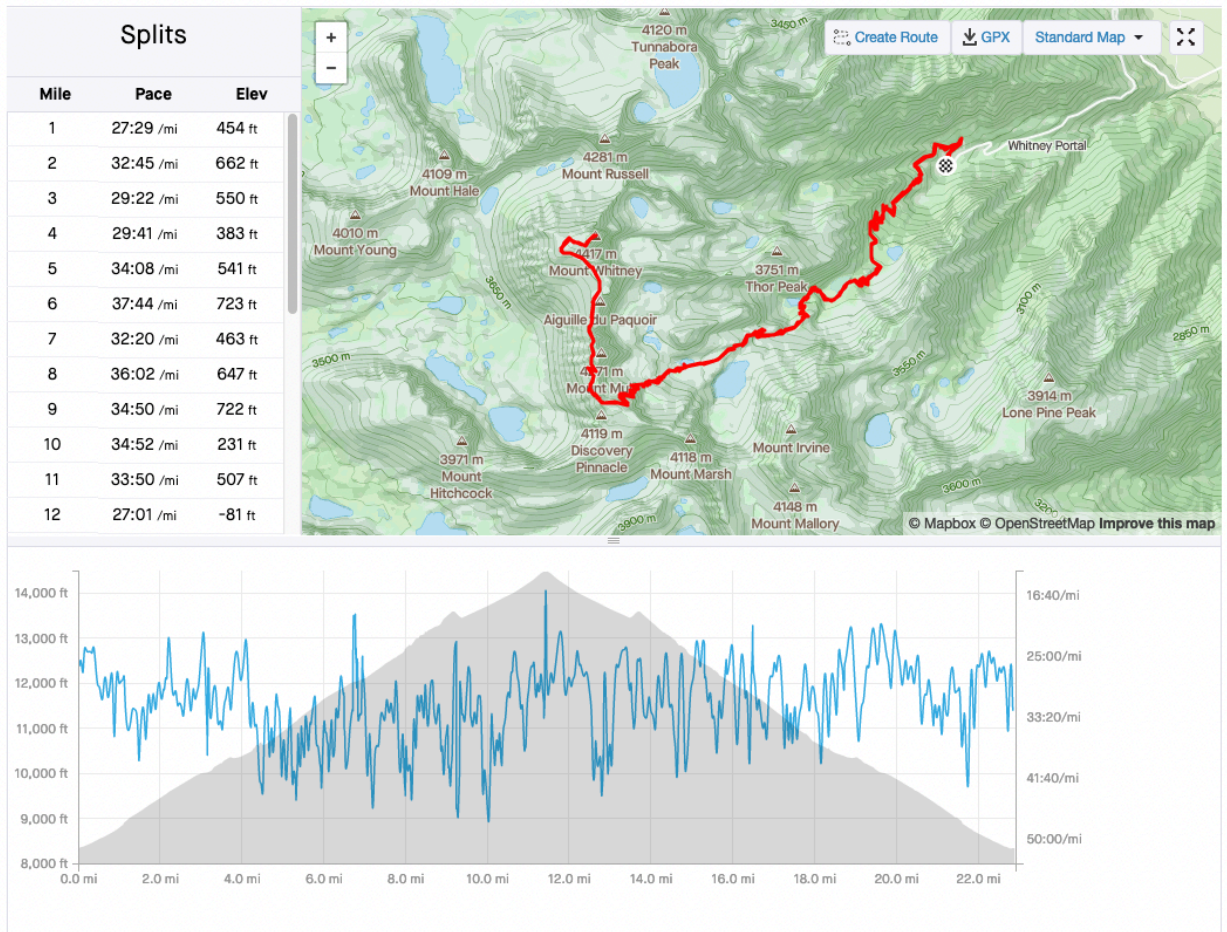 Splits
Mile Pace Elev
1 27:29 /mi 454 ft
2 32:45 /mi 662 ft
3 29:22 /mi 550 ft
4 29:41 /mi 383 ft
5 34:08 /mi 541 ft
6 37:44 /mi 723 ft
7 32:20 /mi 463 ft
8 36:02 /mi 647 ft
9 34:50 /mi 722 ft
10 34:52 /mi 231 ft
11 33:50 /mi 507 ft
12 27:01 /mi -81 ft
+
−
Create Route
GPX
Standard Map
3450 m
4120 m
Tunnabora
Peak
Whitney Portal
4281 m
Mount Russell
4109 m
Mount Hale
4010 m
Mount Young
4417 m
Mount Whitney
3751 m
Thor Peak
3650 m
3100 m
Aiguille du Paquoir
2850 m
3500 m
3550 m
Mount Mu
3914 m
Lone Pine Peak
4119 m
Discovery
Pinnacle
Mount Irvine
3971 m
Mount
Hitchcock
4118 m
Mount Marsh
3600 m
4148 m
Mount Mallory
3200
3900 m
© Mapbox © OpenStreetMap Improve this map
14,000 ft
13,000 ft
12,000 ft
11,000 ft
10,000 ft
9,000 ft
8,000 ft
16:40/mi
25:00/mi
33:20/mi
41:40/mi
50:00/mi
0.0 mi 2.0 mi 4.0 mi 6.0 mi 8.0 mi 10.0 mi 12.0 mi 14.0 mi 16.0 mi 18.0 mi 20.0 mi 22.0 mi